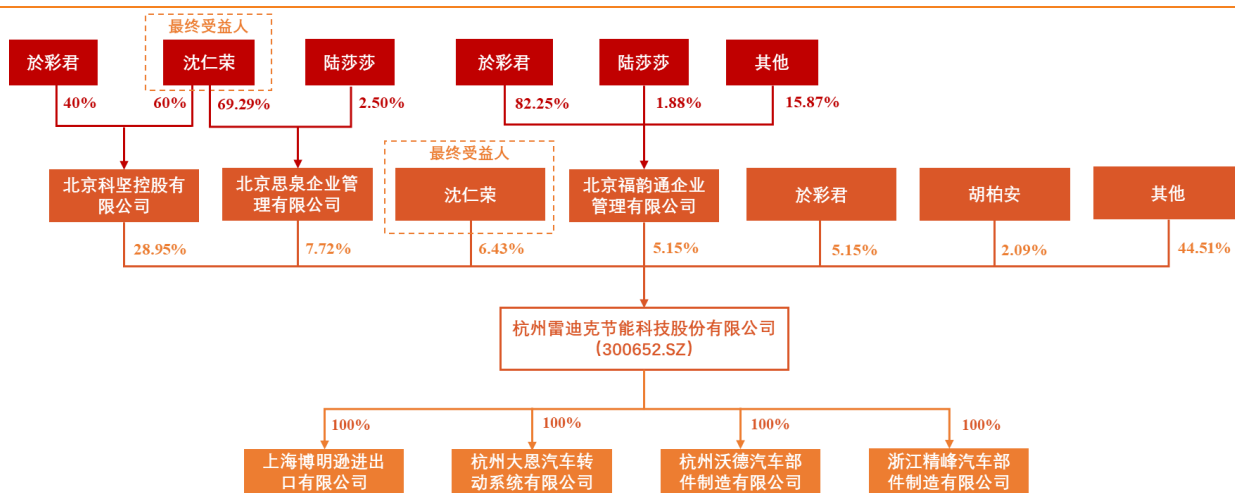 最终受益人
於彩君
沈仁荣
陆莎莎
於彩君
陆莎莎
其他
40%
60%
69.29%
2.50%
82.25%
1.88%
15.87%
最终受益人
北京科坚控股有
限公司
北京思泉企业管
理有限公司
沈仁荣
北京福韵通企业
管理有限公司
於彩君
胡柏安
其他
28.95%
7.72%
6.43%
5.15%
5.15%
2.09%
44.51%
杭州雷迪克节能科技股份有限公司
(300652.SZ)
100%
100%
100%
100%
上海博明逊进出
口有限公司
杭州大恩汽车转
动系统有限公司
杭州沃德汽车部
件制造有限公司
浙江精峰汽车部
件制造有限公司